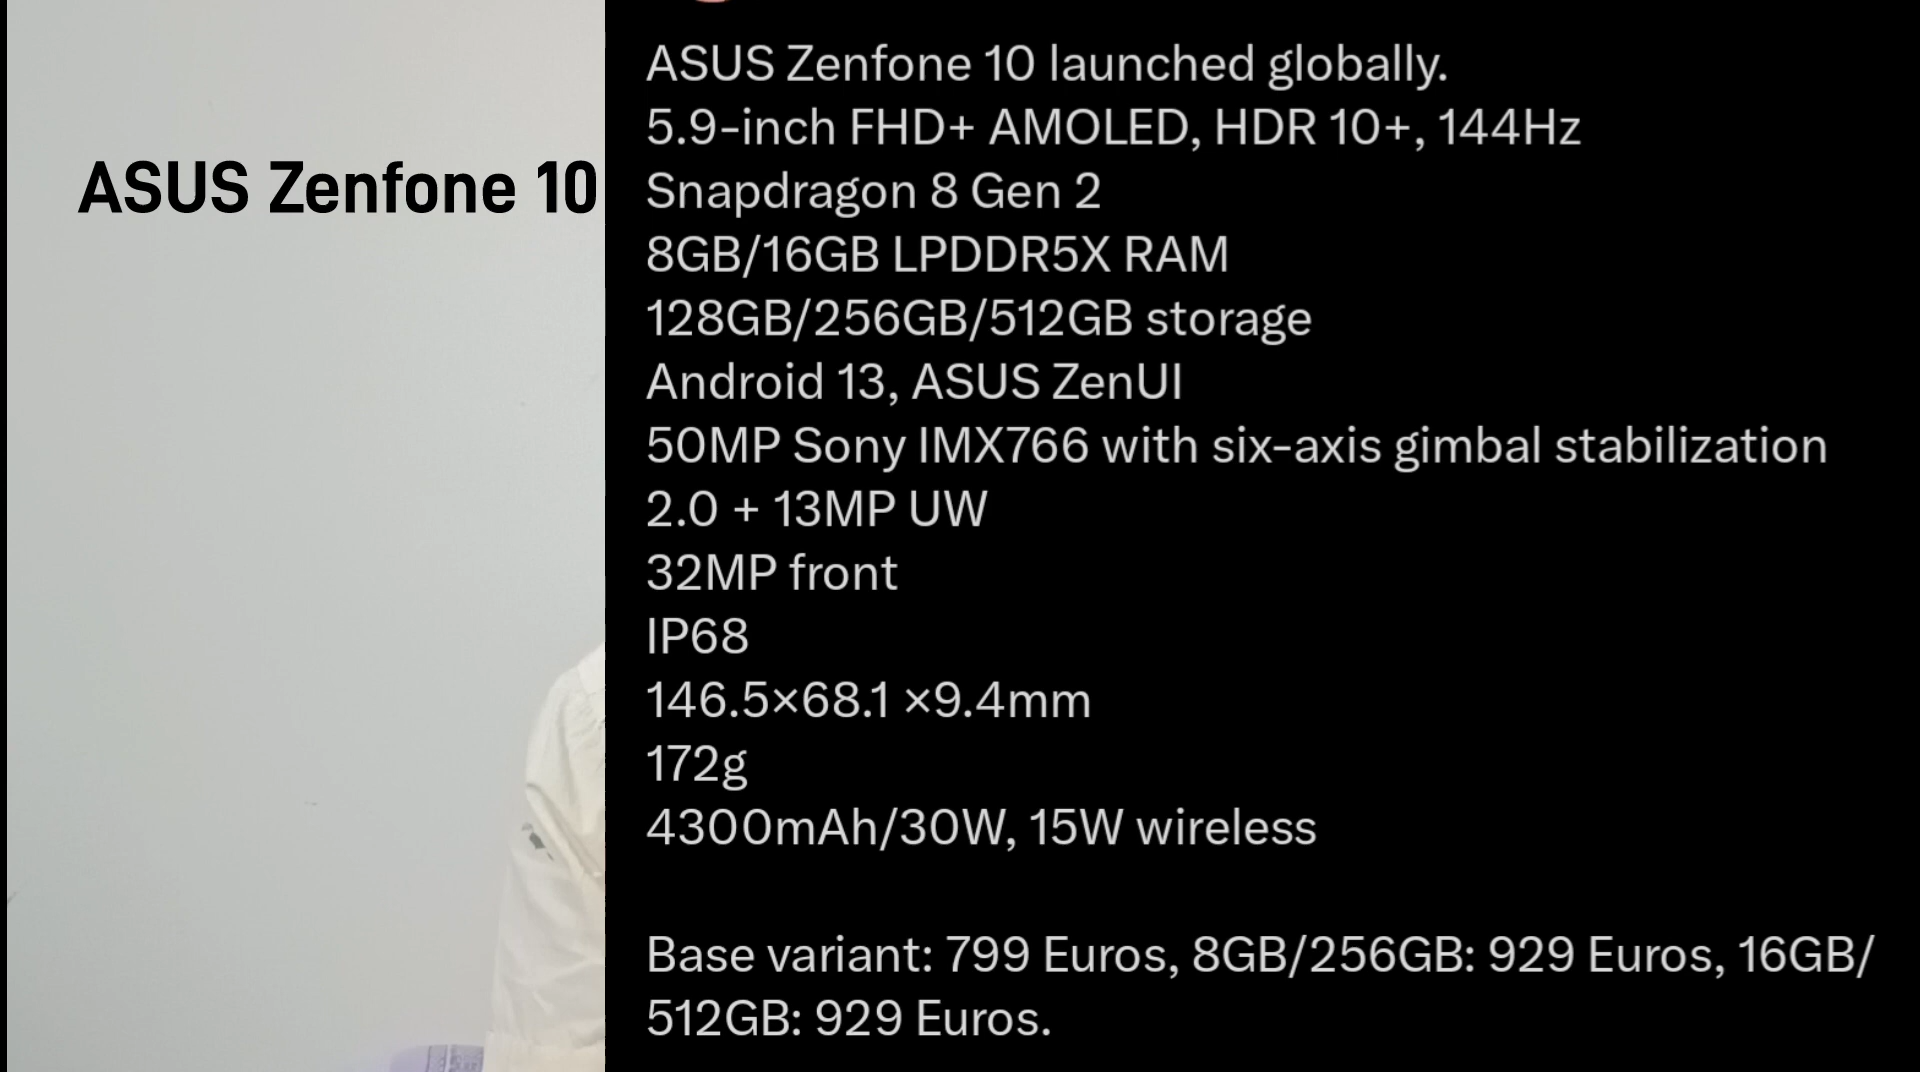 ASUS Zenfone 10
ASUS Zenfone 10 launched globally.
5.9-inch FHD+ AMOLED, HDR 10+, 144Hz
Snapdragon 8 Gen 2
8GB/16GB LPDDR5X RAM
128GB/256GB/512GB storage
Android 13, ASUS ZenUI
50MP Sony IMX766 with six-axis gimbal stabilization
2.0 + 13MP UW
32MP front
IP68
146.5×68.1 ×9.4mm
172g
4300mAh/30W, 15W wireless
Base variant: 799 Euros, 8GB/256GB: 929 Euros, 16GB/
512GB: 929 Euros.